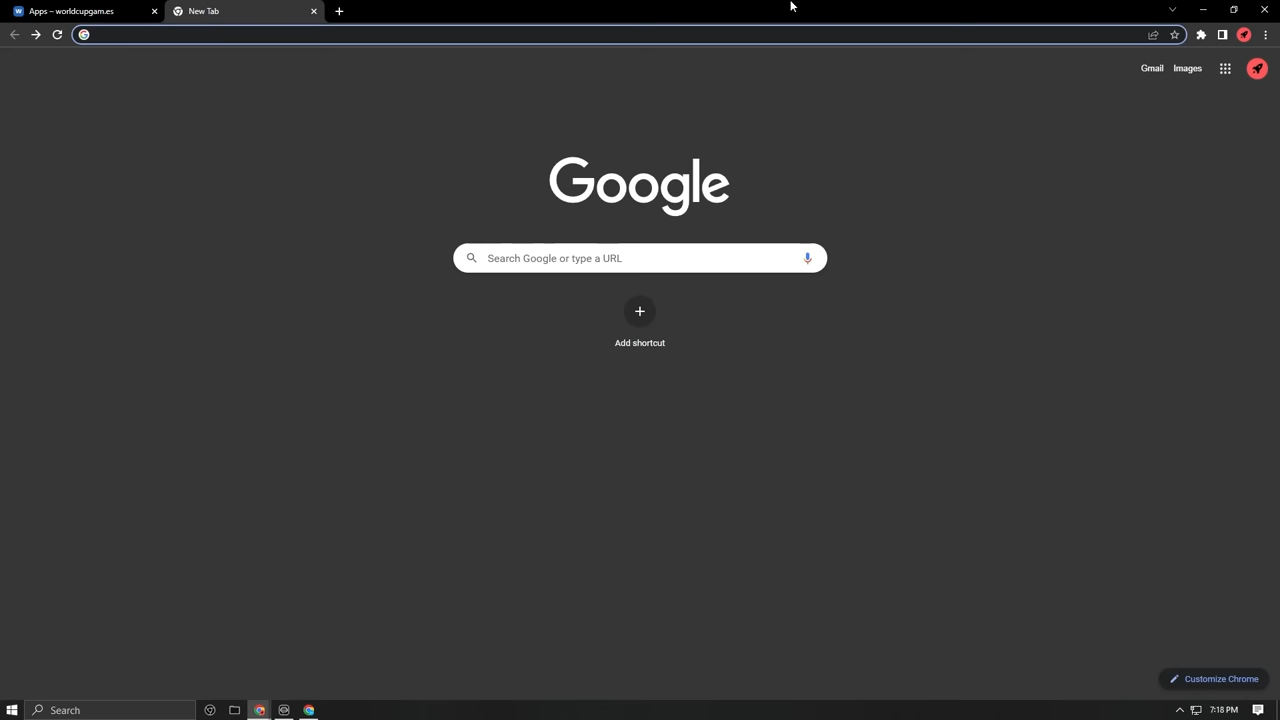 Apps – worldcupgam.es
New Tab
Gmail Images
Google
Search Google or type a URL
Add shortcut
Customize Chrome
Search
7:18 PM